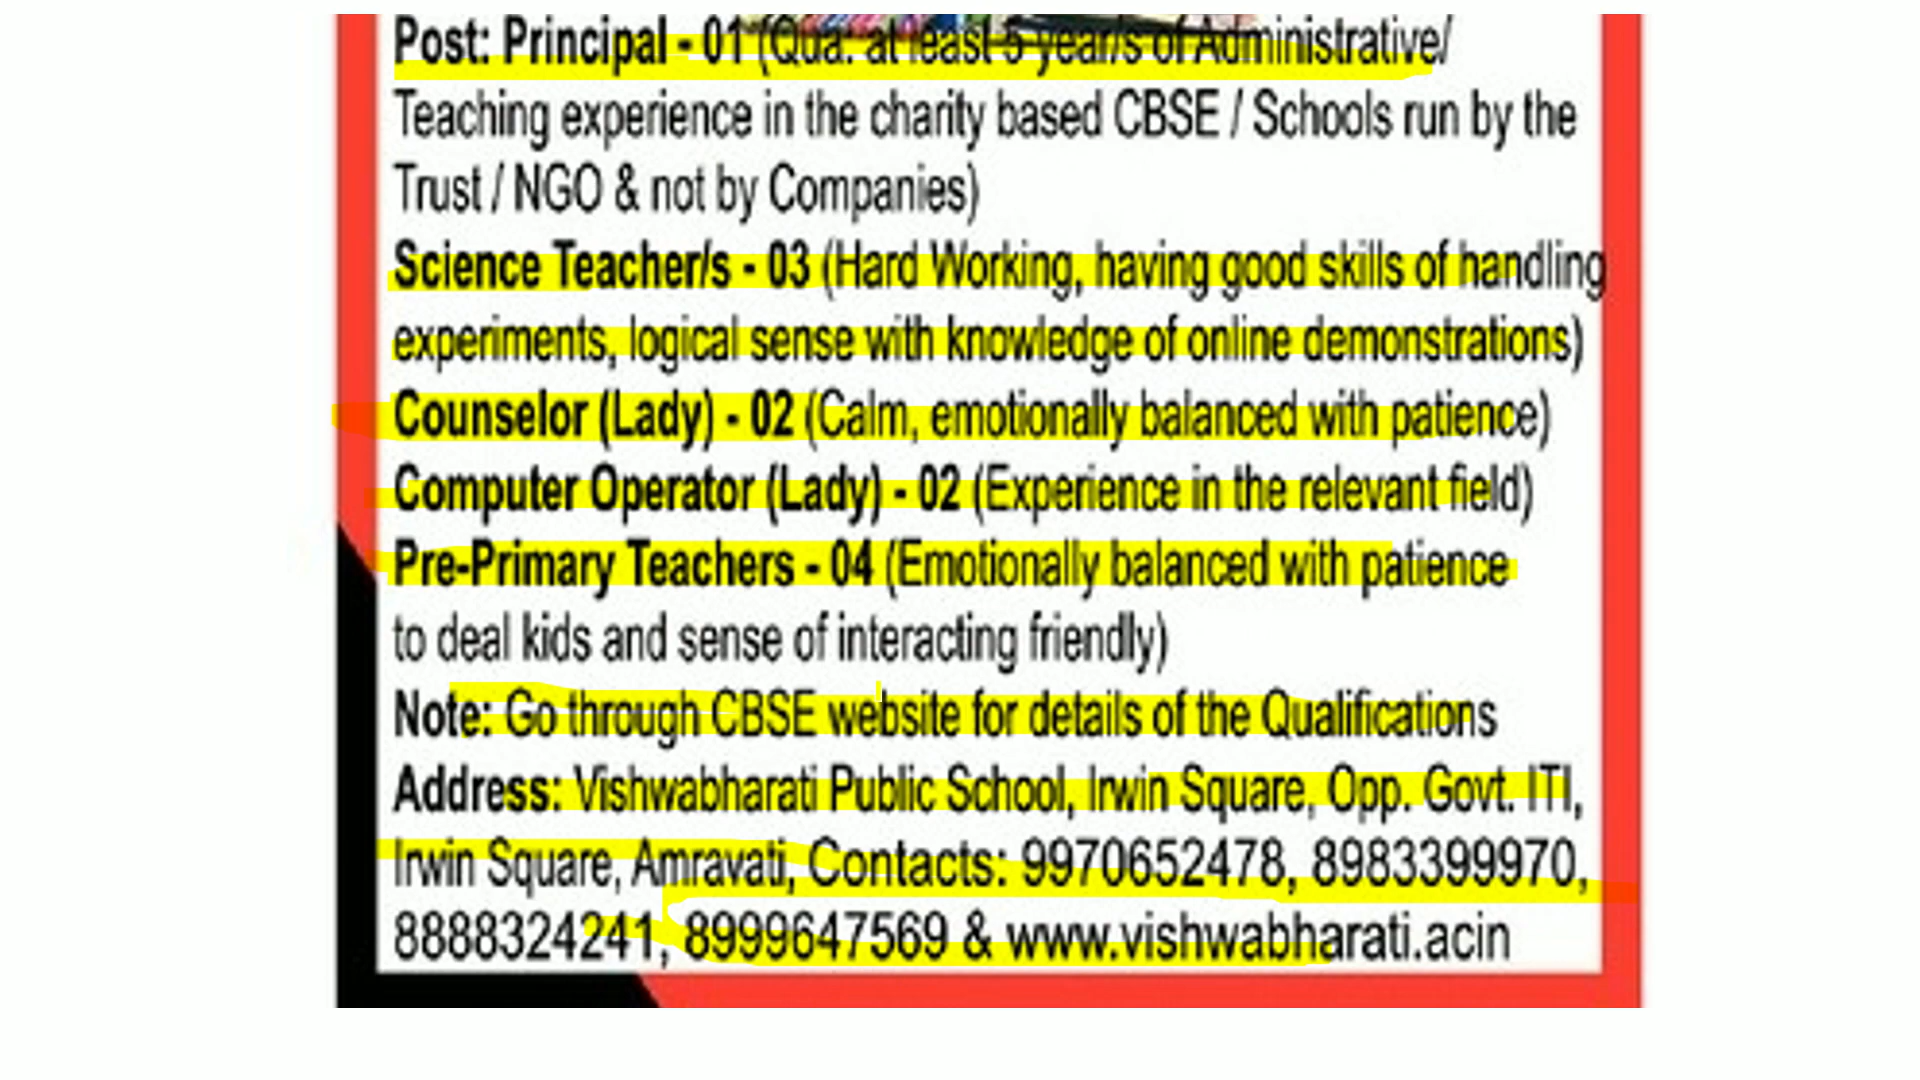 Post: Principal - 01 (Qua. at least 5 year/s of Administrative/
Teaching experience in the charity based CBSE / Schools run by the
Trust / NGO & not by Companies)
Science Teacher/s - 03 (Hard Working, having good skills of handling
experiments, logical sense with knowledge of online demonstrations)
Counselor (Lady) - 02 (Calm, emotionally balanced with patience)
Computer Operator (Lady) - 02 (Experience in the relevant field)
Pre-Primary Teachers - 04 (Emotionally balanced with patience
to deal kids and sense of interacting friendly)
Note: Go through CBSE website for details of the Qualifications
Address: Vishwabharati Public School, Irwin Square, Opp. Govt. ITI,
Irwin Square, Amravati, Contacts: 9970652478, 8983399970,
8888324241, 8999647569 & www.vishwabharati.acin